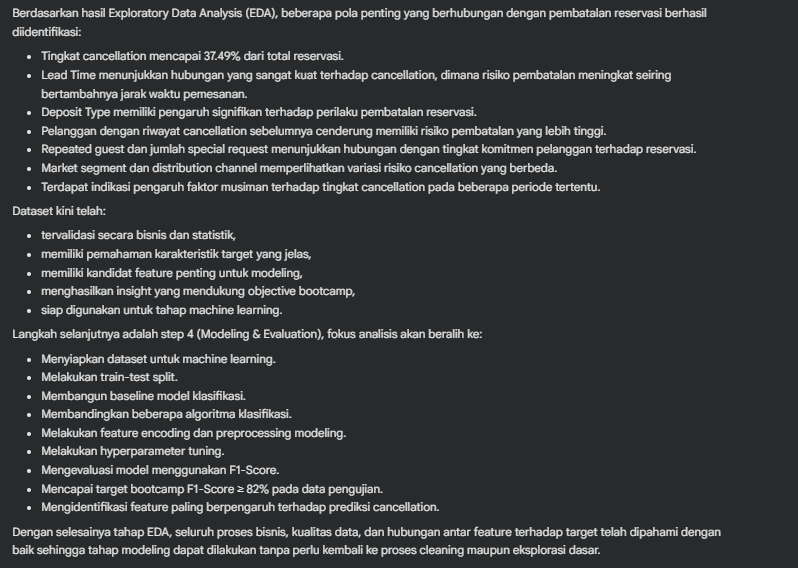 Berdasarkan hasil Exploratory Data Analysis (EDA), beberapa pola penting yang berhubungan dengan pembatalan reservasi berhasil
diidentifikasi:
• Tingkat cancellation mencapai 37.49% dari total reservasi.
• Lead Time menunjukkan hubungan yang sangat kuat terhadap cancellation, dimana risiko pembatalan meningkat seiring
bertambahnya jarak waktu pemesanan.
• Deposit Type memiliki pengaruh signifikan terhadap perilaku pembatalan reservasi.
• Pelanggan dengan riwayat cancellation sebelumnya cenderung memiliki risiko pembatalan yang lebih tinggi.
• Repeated guest dan jumlah special request menunjukkan hubungan dengan tingkat komitmen pelanggan terhadap reservasi.
• Market segment dan distribution channel memperlihatkan variasi risiko cancellation yang berbeda.
• Terdapat indikasi pengaruh faktor musiman terhadap tingkat cancellation pada beberapa periode tertentu.
Dataset kini telah:
• tervalidasi secara bisnis dan statistik,
• memiliki pemahaman karakteristik target yang jelas,
• memiliki kandidat feature penting untuk modeling,
• menghasilkan insight yang mendukung objective bootcamp,
• siap digunakan untuk tahap machine learning.
Langkah selanjutnya adalah step 4 (Modeling & Evaluation), fokus analisis akan beralih ke:
• Menyiapkan dataset untuk machine learning.
• Melakukan train-test split.
• Membangun baseline model klasifikasi.
• Membandingkan beberapa algoritma klasifikasi.
• Melakukan feature encoding dan preprocessing modeling.
• Melakukan hyperparameter tuning.
• Mengevaluasi model menggunakan F1-Score.
• Mencapai target bootcamp F1-Score ≥ 82% pada data pengujian.
• Mengidentifikasi feature paling berpengaruh terhadap prediksi cancellation.
Dengan selesainya tahap EDA, seluruh proses bisnis, kualitas data, dan hubungan antar feature terhadap target telah dipahami dengan
baik sehingga tahap modeling dapat dilakukan tanpa perlu kembali ke proses cleaning maupun eksplorasi dasar.